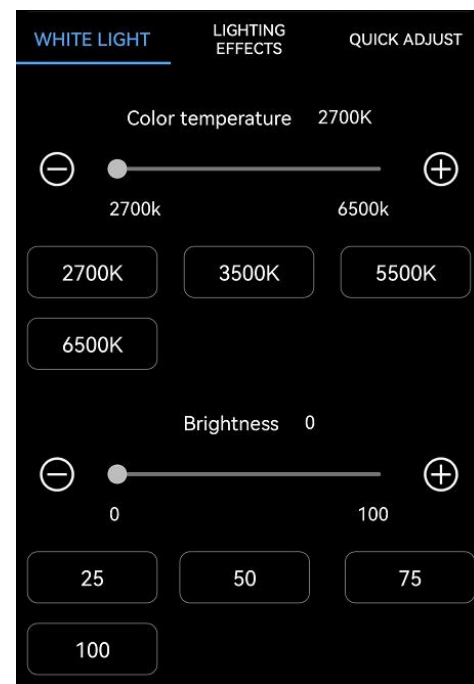 WHITE LIGHT
LIGHTING
EFFECTS
QUICK ADJUST
Color temperature 2700K
2700k 6500k
2700K 3500K 5500K
6500K
Brightness 0
0 100
25 50 75
100